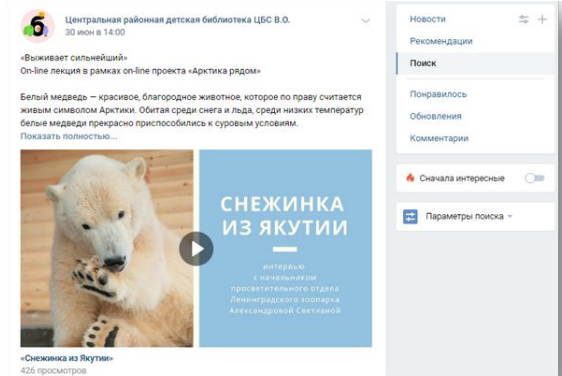 Центральная районная детская библиотека ЦБС В.О.
30 июн в 14:00
«Выживает сильнейший»
On-line лекция в рамках on-line проекта «Арктика рядом»
Белый медведь — красивое, благородное животное, которое по праву считается
живым символом Арктики. Обитая среди снега и льда, среди низких температур
белые медведи прекрасно приспособились к суровым условиям.
Показать полностью...
СНЕЖИНКА
ИЗ ЯКУТИИ
интервью
с начальником
просветительного отдела
Ленинградского зоопарка
Александровой Светланой
«Снежинка из Якутии»
426 просмотров
Новости
Рекомендации
Поиск
Понравилось
Обновления
Комментарии
Сначала интересные
Параметры поиска